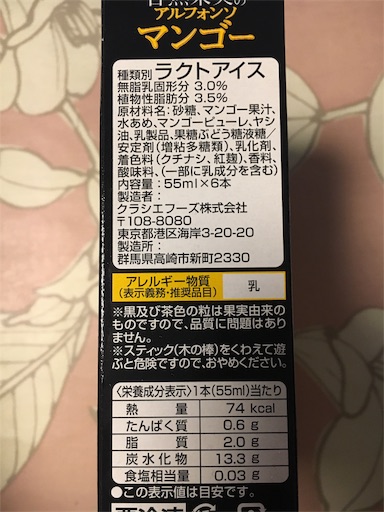 アルフォンソ
マンゴー
種類別 ラクトアイス
無脂乳固形分 3.0%
植物性脂肪分 3.5%
原材料名:砂糖、マンゴー果汁、
水あめ、マンゴーピューレ、ヤシ
油、乳製品、果糖ぶどう糖液糖／
安定剤(増粘多糖類)、乳化剤、
着色料(クチナシ、紅麹)、香料、
酸味料、(一部に乳成分を含む)
内容量:55ml×6本
製造者:
クラシエフーズ株式会社
〒108-8080
東京都港区海岸3-20-20
製造所:
群馬県高崎市新町2330
アレルギー物質
(表示義務・推奨品目)
乳
※黒及び茶色の粒は果実由来の
ものですので、品質に問題はあり
ません。
※スティック(木の棒)をくわえて遊
ぶと危険ですので、おやめください。
〈栄養成分表示〉1本(55ml)当たり
熱量 74 kcal
たんぱく質 0.6 g
脂質 2.0 g
炭水化物 13.3 g
食塩相当量 0.03 g
●この表示値は目安です。